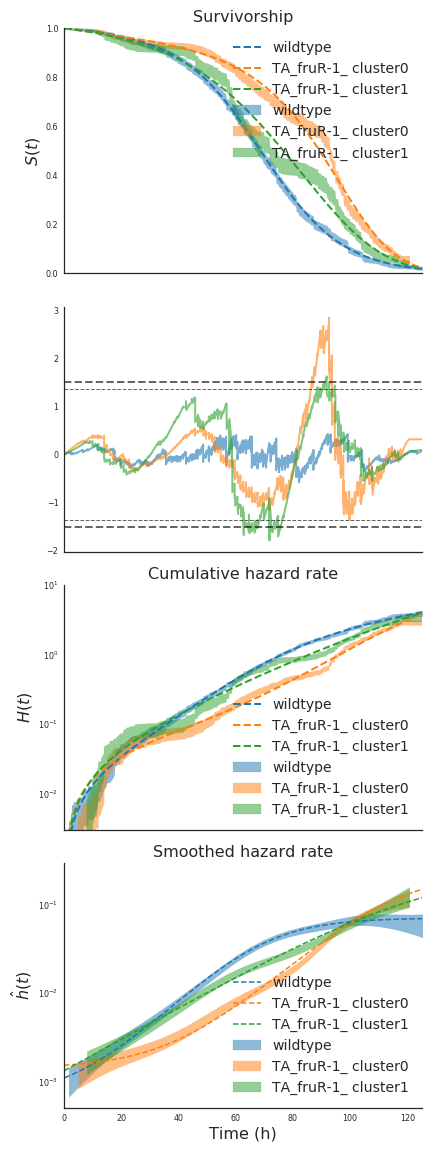 Survivorship
1.0
0.8
0.6
0.4
0.2
0.0
S(t)
wildtype
TA_fruR-1_ cluster0
TA_fruR-1_ cluster1
wildtype
TA_fruR-1_ cluster0
TA_fruR-1_ cluster1
3
2
1
0
−1
−2
Cumulative hazard rate
10¹
10⁰
10⁻¹
10⁻²
H(t)
wildtype
TA_fruR-1_ cluster0
TA_fruR-1_ cluster1
wildtype
TA_fruR-1_ cluster0
TA_fruR-1_ cluster1
Smoothed hazard rate
10⁻¹
10⁻²
10⁻³
ĥ(t)
wildtype
TA_fruR-1_ cluster0
TA_fruR-1_ cluster1
wildtype
TA_fruR-1_ cluster0
TA_fruR-1_ cluster1
0 20 40 60 80 100 120
Time (h)